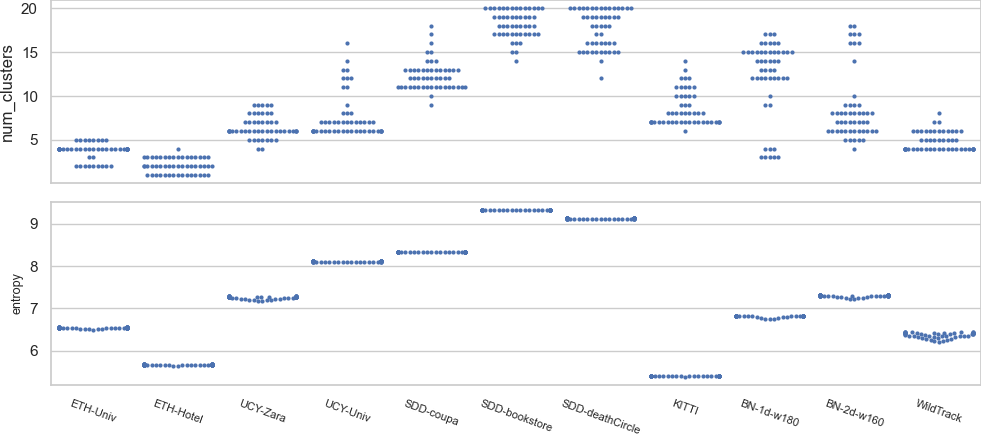 num_clusters
20
15
10
5
entropy
9
8
7
6
ETH-Univ
ETH-Hotel
UCY-Zara
UCY-Univ
SDD-coupa
SDD-bookstore
SDD-deathCircle
KITTI
BN-1d-w180
BN-2d-w160
WildTrack